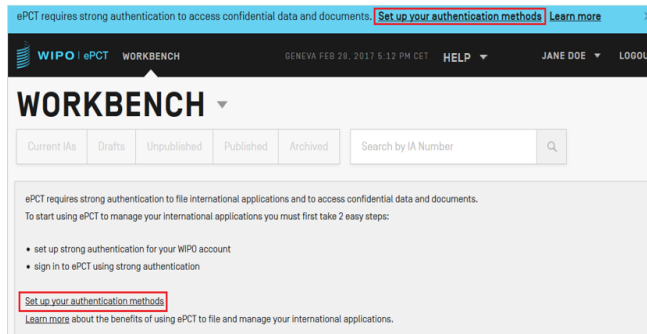 ePCT requires strong authentication to access confidential data and documents. Set up your authentication methods Learn more
WIPO | ePCT WORKBENCH GENEVA FEB 28, 2017 5:12 PM CET HELP JANE DOE LOGOU
WORKBENCH
Current IAs Drafts Unpublished Published Archived Search by IA Number
ePCT requires strong authentication to file international applications and to access confidential data and documents.
To start using ePCT to manage your international applications you must first take 2 easy steps:
• set up strong authentication for your WIPO account
• sign in to ePCT using strong authentication
Set up your authentication methods
Learn more about the benefits of using ePCT to file and manage your international applications.